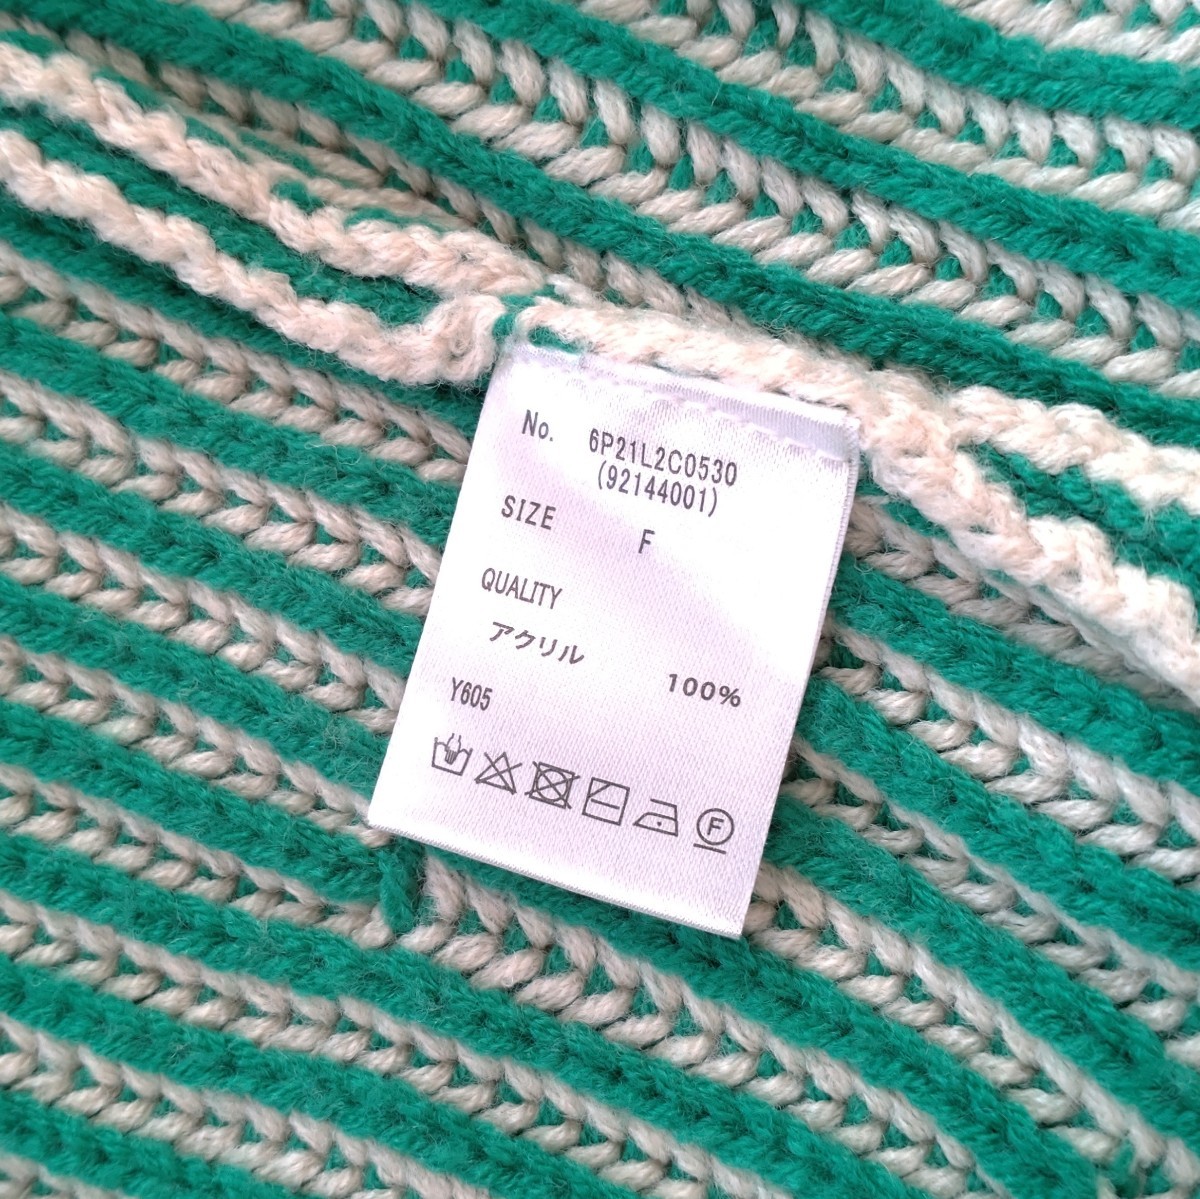 No. 6P21L2C0530
(92144001)
SIZE F
QUALITY
アクリル 100%
Y605
F